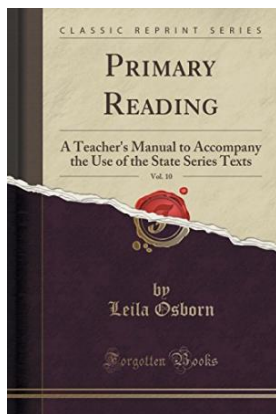 CLASSIC REPRINT SERIES
PRIMARY
READING
A Teacher's Manual to Accompany
the Use of the State Series Texts
Vol. 10
by
Leila Osborn
Forgotten Books